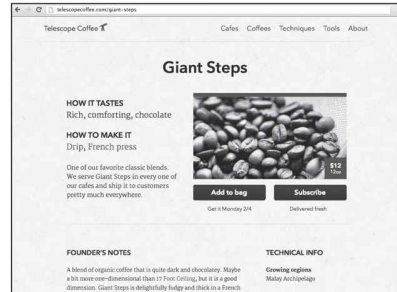 telescopecoffee.com/giant-steps
Telescope Coffee
Cafes Coffees Techniques Tools About
Giant Steps
HOW IT TASTES
Rich, comforting, chocolate
HOW TO MAKE IT
Drip, French press
One of our favorite classic blends.
We serve Giant Steps in every one of
our cafes and ship it to customers
pretty much everywhere.
$12
12oz
Add to bag
Subscribe
Get it Monday 2/4
Delivered fresh
FOUNDER'S NOTES
A blend of organic coffee that is quite dark and chocolatey. Maybe
a bit more one-dimensional than 17 Foot Ceiling, but it is a good
dimension. Giant Steps is delightfully fudgy and thick in a French
TECHNICAL INFO
Growing regions
Malay Archipelago